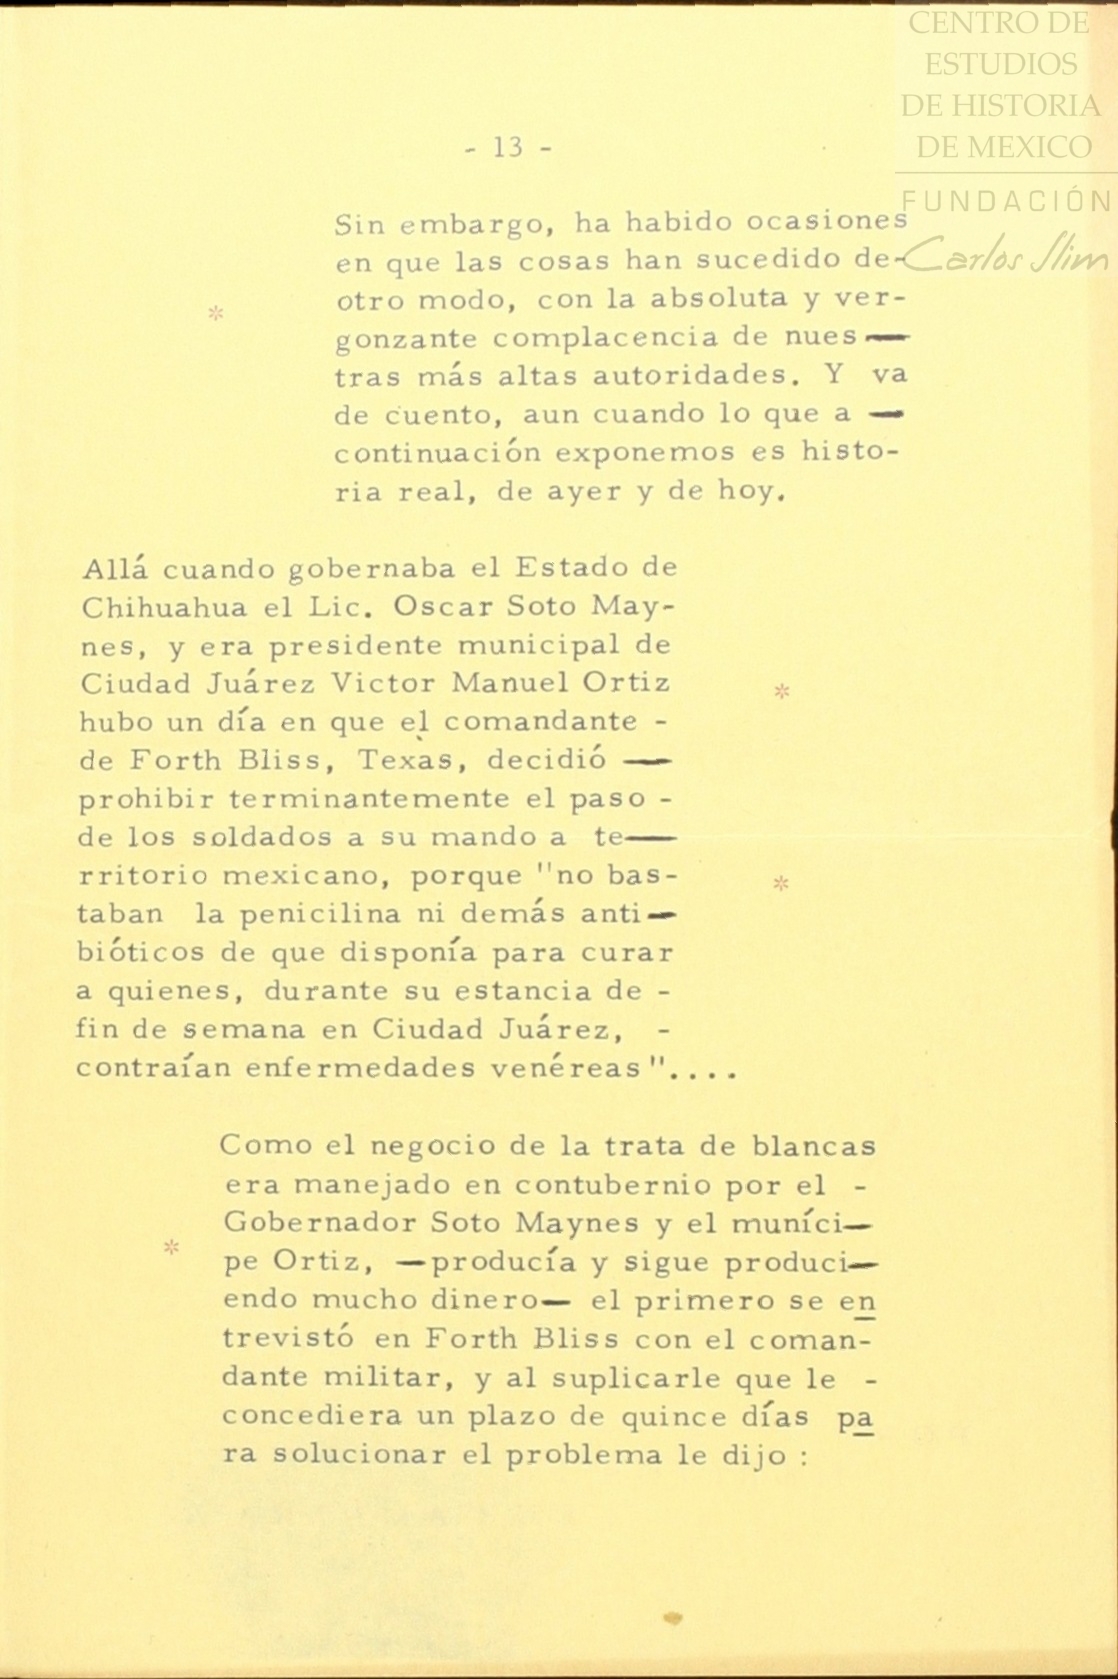 CENTRO DE
ESTUDIOS
DE HISTORIA
DE MEXICO
FUNDACIÓN
Carlos Slim
- 13 -
Sin embargo, ha habido ocasiones
en que las cosas han sucedido de-
otro modo, con la absoluta y ver-
gonzante complacencia de nues—
tras más altas autoridades. Y va
de cuento, aun cuando lo que a —
continuación exponemos es histo-
ria real, de ayer y de hoy.
Allá cuando gobernaba el Estado de
Chihuahua el Lic. Oscar Soto May-
nes, y era presidente municipal de
Ciudad Juárez Victor Manuel Ortiz
hubo un día en que el comandante -
de Forth Bliss, Texas, decidió —
prohibir terminantemente el paso -
de los soldados a su mando a te—
rritorio mexicano, porque "no bas-
taban la penicilina ni demás anti—
bióticos de que disponía para curar
a quienes, durante su estancia de -
fin de semana en Ciudad Juárez, -
contraían enfermedades venéreas"....
Como el negocio de la trata de blancas
era manejado en contubernio por el -
Gobernador Soto Maynes y el muníci—
pe Ortiz, —producía y sigue produci—
endo mucho dinero— el primero se en
trevistó en Forth Bliss con el coman-
dante militar, y al suplicarle que le -
concediera un plazo de quince días pa
ra solucionar el problema le dijo :